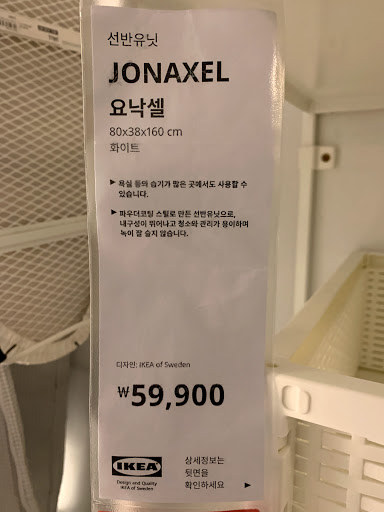 선반유닛
JONAXEL
요낙셀
80x38x160 cm
화이트
▶ 욕실 등의 습기가 많은 곳에서도 사용할 수
있습니다.
▶ 파우더코팅 스틸로 만든 선반유닛으로,
내구성이 뛰어나고 청소와 관리가 용이하며
녹이 잘 슬지 않습니다.
디자인: IKEA of Sweden
₩59,900
IKEA
Design and Quality
IKEA of Sweden
상세정보는
뒷면을
확인하세요 ▶